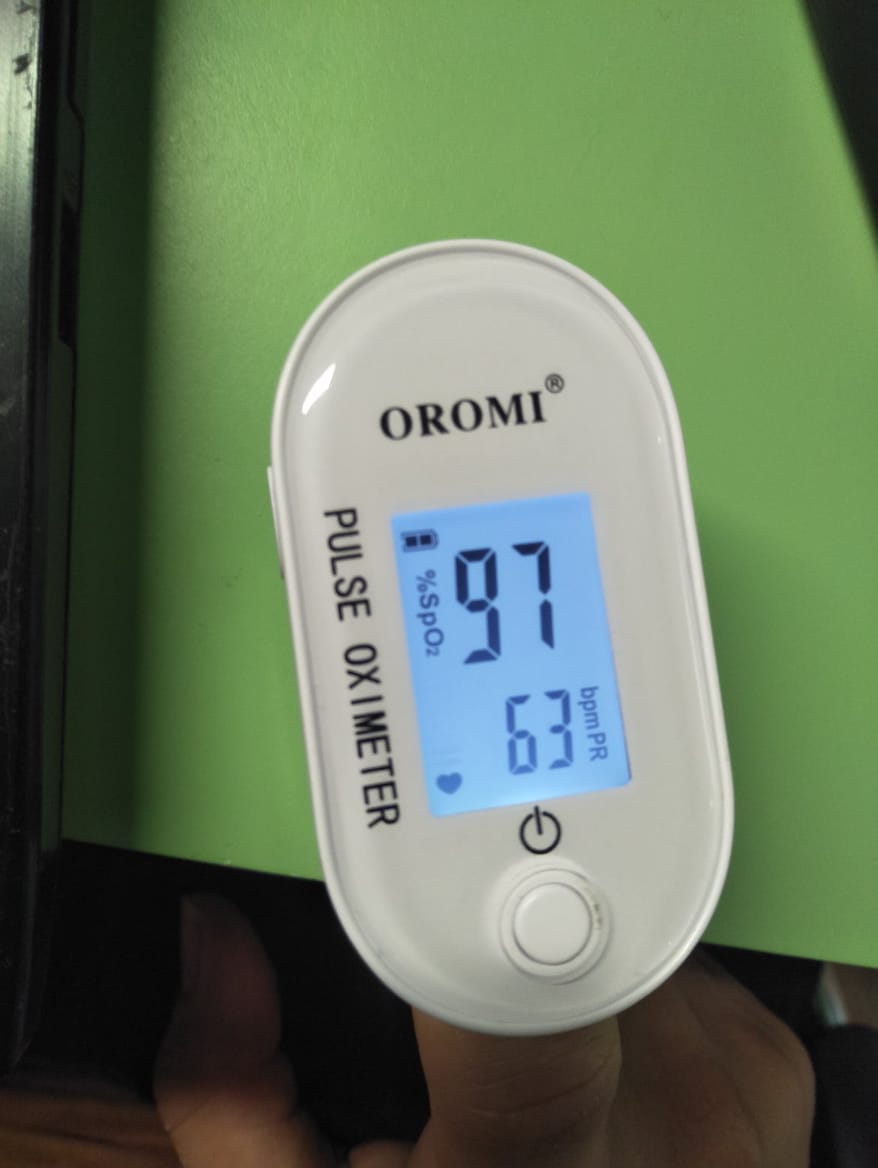 OROMI®
PULSE OXIMETER
%SpO₂
97
63
bpm PR